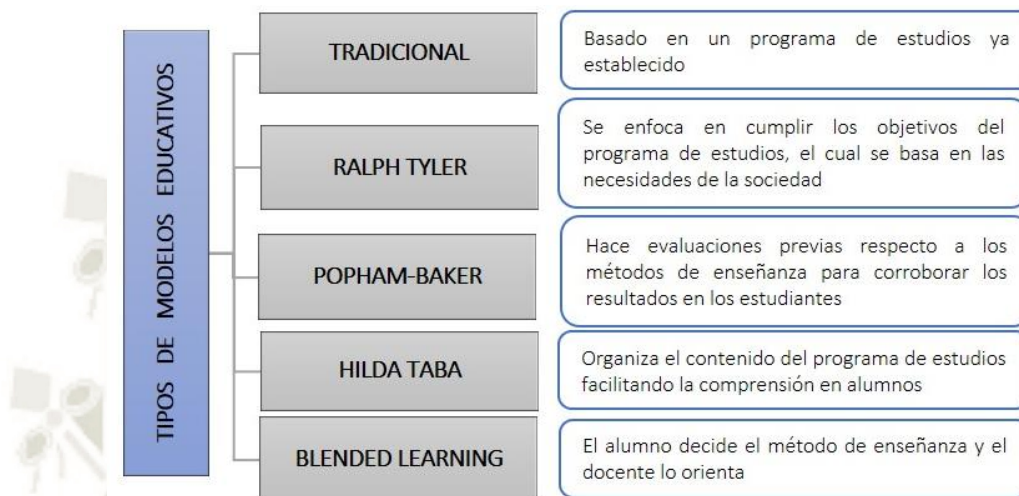 TIPOS DE MODELOS EDUCATIVOS
TRADICIONAL
Basado en un programa de estudios ya
establecido
RALPH TYLER
Se enfoca en cumplir los objetivos del
programa de estudios, el cual se basa en las
necesidades de la sociedad
POPHAM-BAKER
Hace evaluaciones previas respecto a los
métodos de enseñanza para corroborar los
resultados en los estudiantes
HILDA TABA
Organiza el contenido del programa de estudios
facilitando la comprensión en alumnos
BLENDED LEARNING
El alumno decide el método de enseñanza y el
docente lo orienta